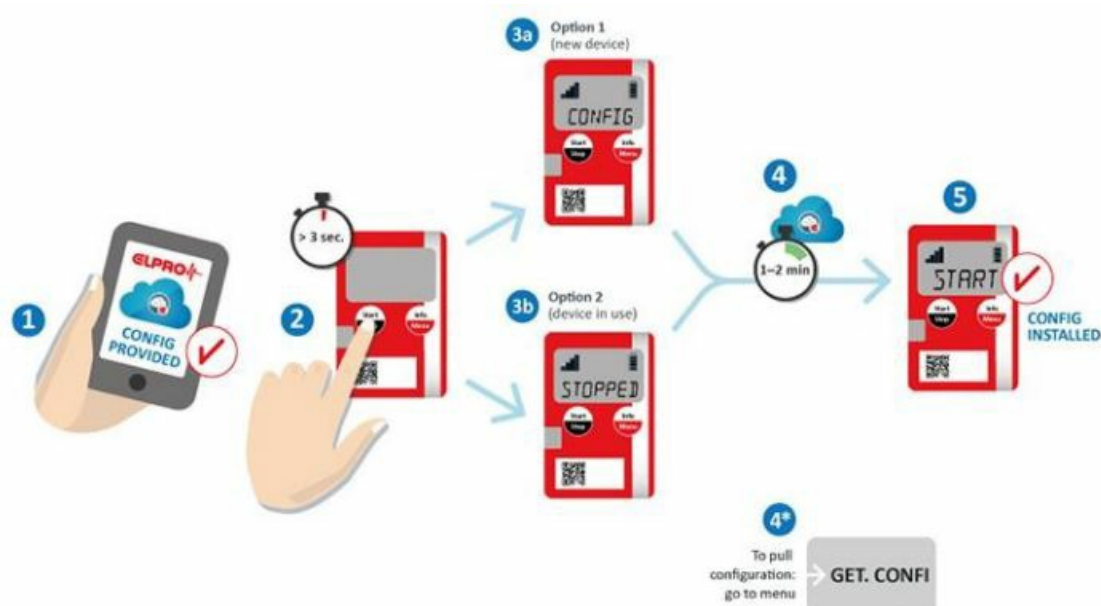 1
ELPRO
CONFIG
PROVIDED
2
> 3 sec.
Start
Info
Menu
3a
Option 1
(new device)
CONFIG
Start
Stop
Info
Menu
3b
Option 2
(device in use)
STOPPED
Start
Stop
Info
Menu
4
1–2 min
5
START
Start
Stop
Info
Menu
CONFIG
INSTALLED
4*
To pull
configuration:
go to menu
GET. CONFI